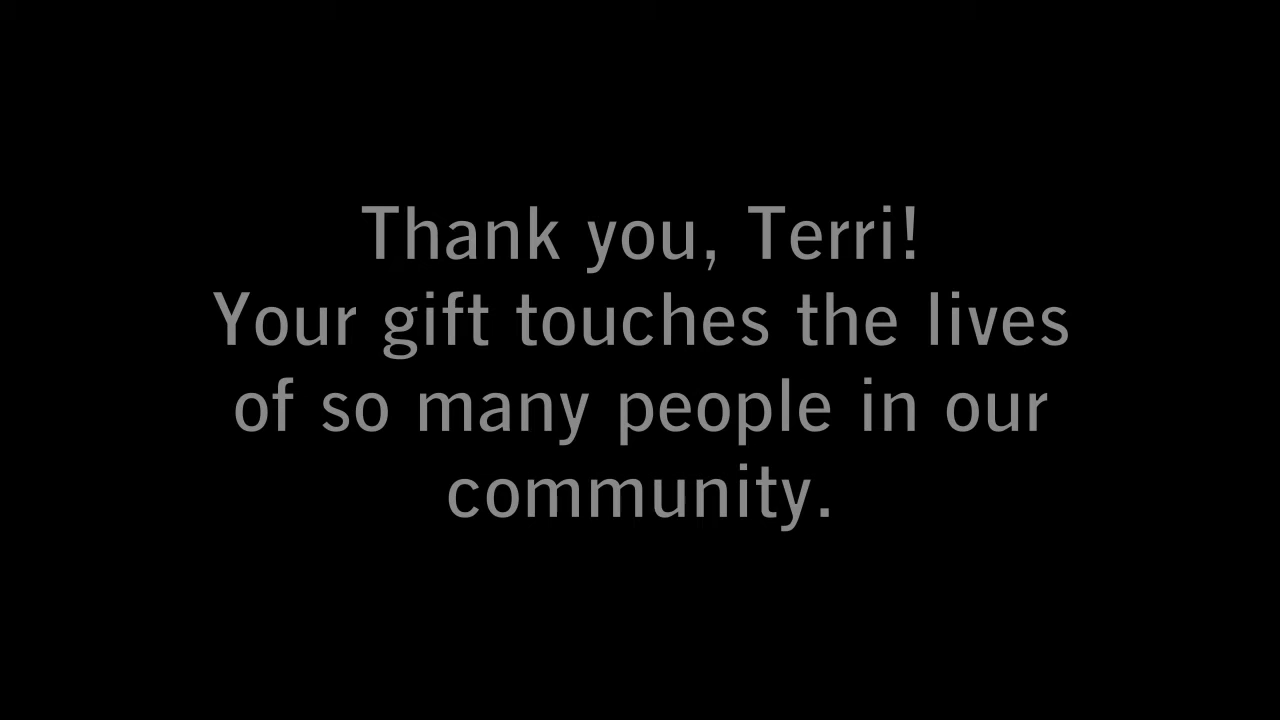 Thank you, Terri!
Your gift touches the lives
of so many people in our
community.